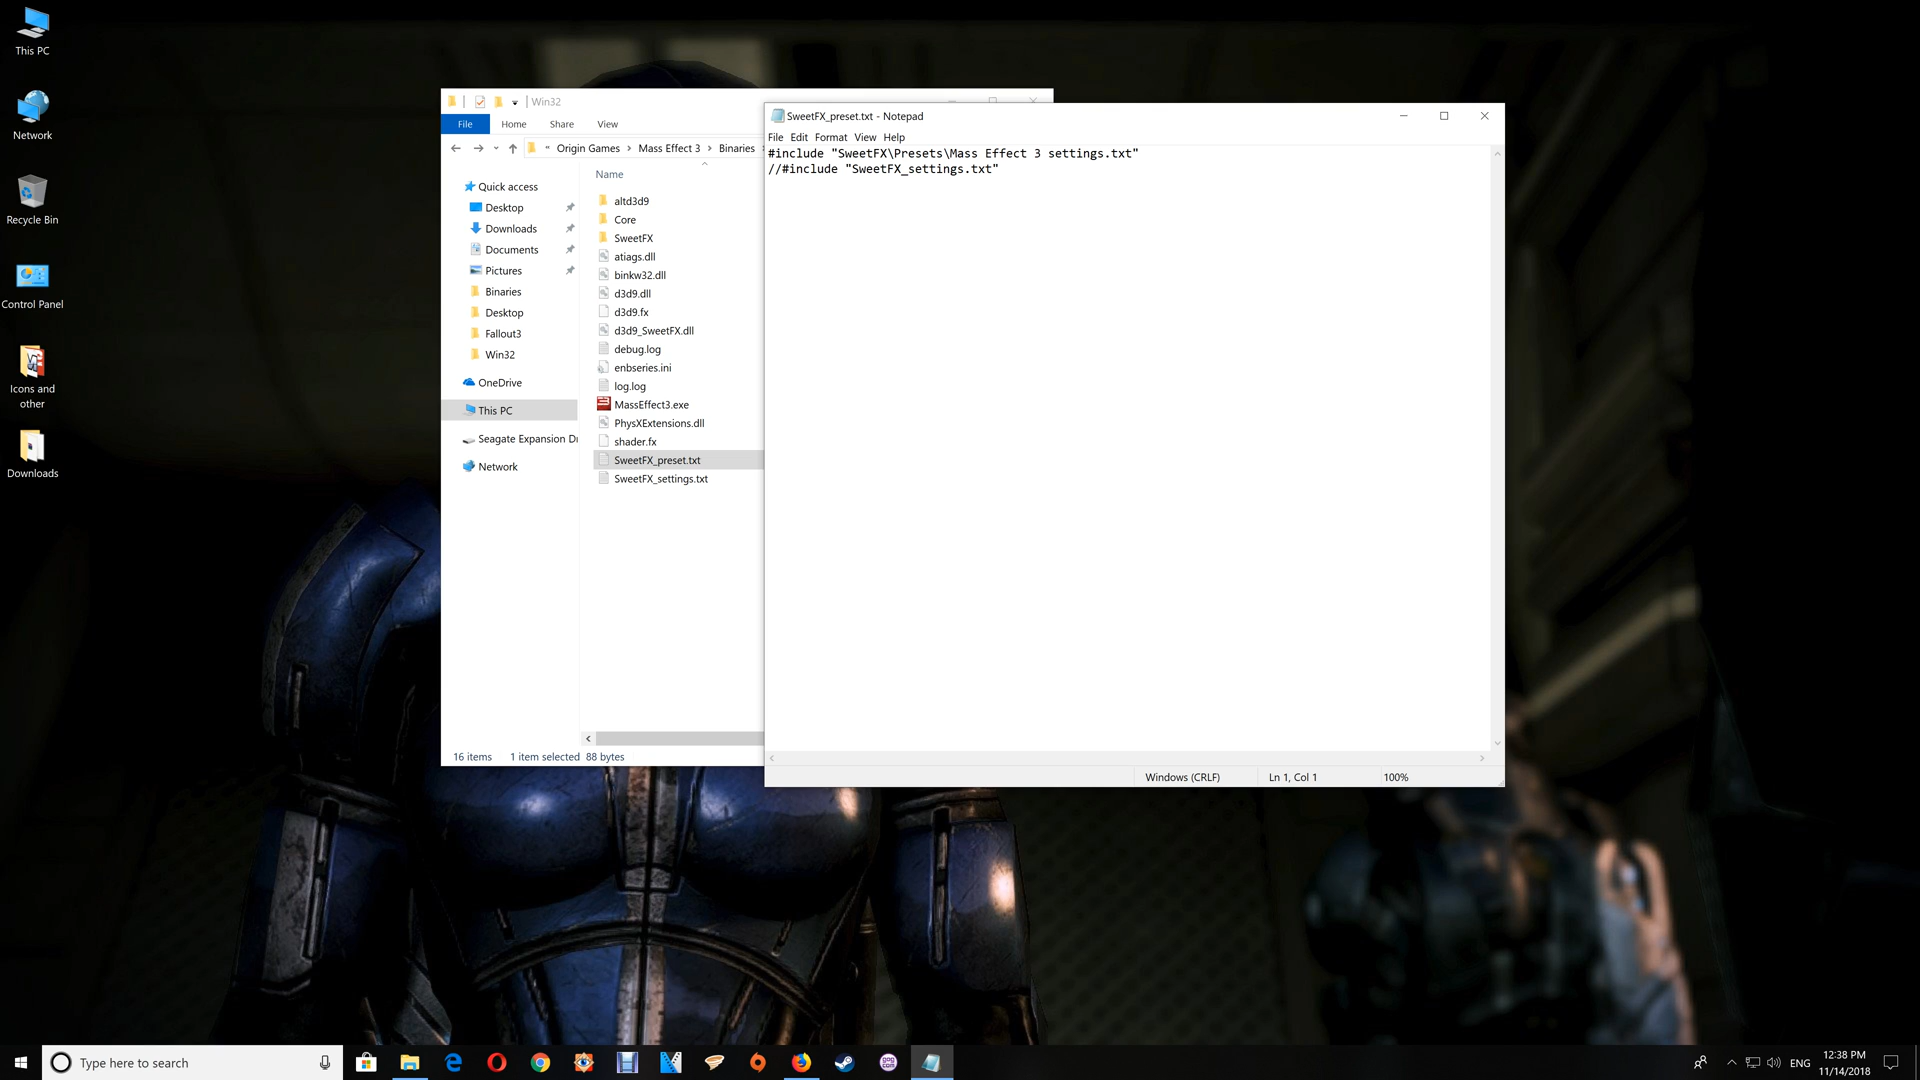 This PC
Network
Recycle Bin
Control Panel
Icons and
other
Downloads
Win32
File Home Share View
« Origin Games > Mass Effect 3 > Binaries >
Quick access
Desktop
Downloads
Documents
Pictures
Binaries
Desktop
Fallout3
Win32
OneDrive
This PC
Seagate Expansion Dr
Network
Name
altd3d9
Core
SweetFX
atiags.dll
binkw32.dll
d3d9.dll
d3d9.fx
d3d9_SweetFX.dll
debug.log
enbseries.ini
log.log
MassEffect3.exe
PhysXExtensions.dll
shader.fx
SweetFX_preset.txt
SweetFX_settings.txt
16 items 1 item selected 88 bytes
SweetFX_preset.txt - Notepad
File Edit Format View Help
#include "SweetFX\Presets\Mass Effect 3 settings.txt"
//#include "SweetFX_settings.txt"
Windows (CRLF) Ln 1, Col 1 100%
Type here to search
ENG
12:38 PM
11/14/2018